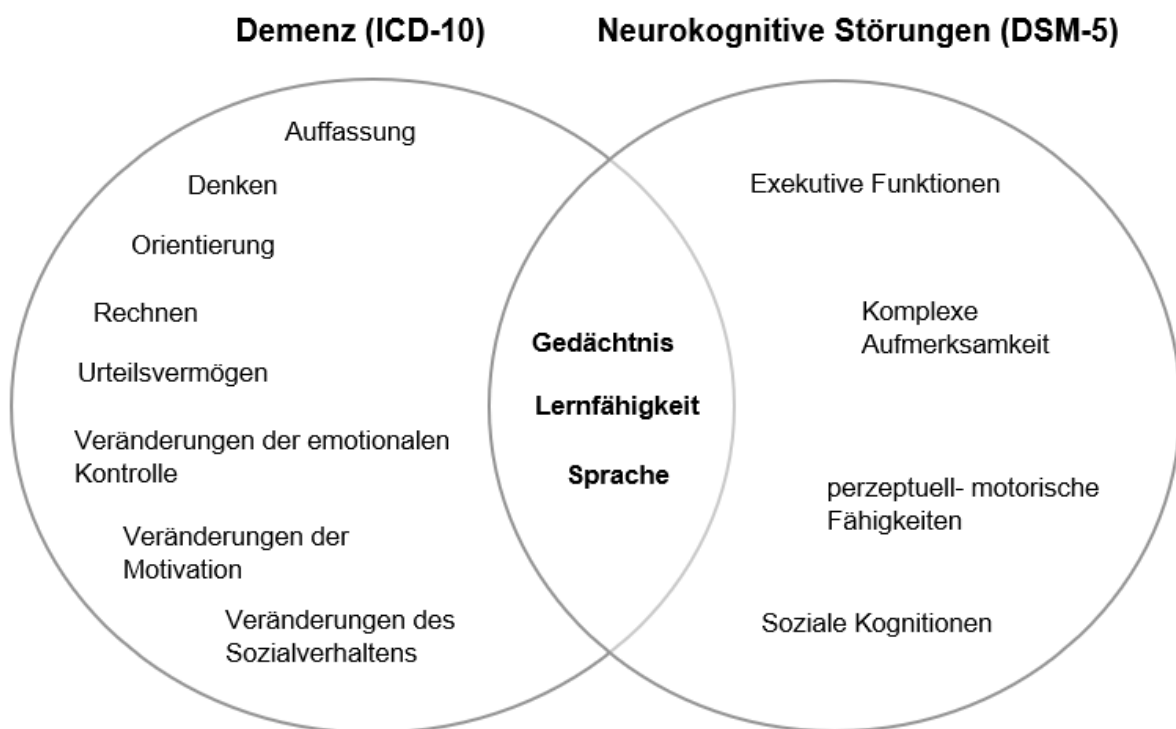 Demenz (ICD-10)
Neurokognitive Störungen (DSM-5)
Auffassung
Denken
Orientierung
Rechnen
Urteilsvermögen
Veränderungen der emotionalen
Kontrolle
Veränderungen der
Motivation
Veränderungen des
Sozialverhaltens
Gedächtnis
Lernfähigkeit
Sprache
Exekutive Funktionen
Komplexe
Aufmerksamkeit
perzeptuell- motorische
Fähigkeiten
Soziale Kognitionen